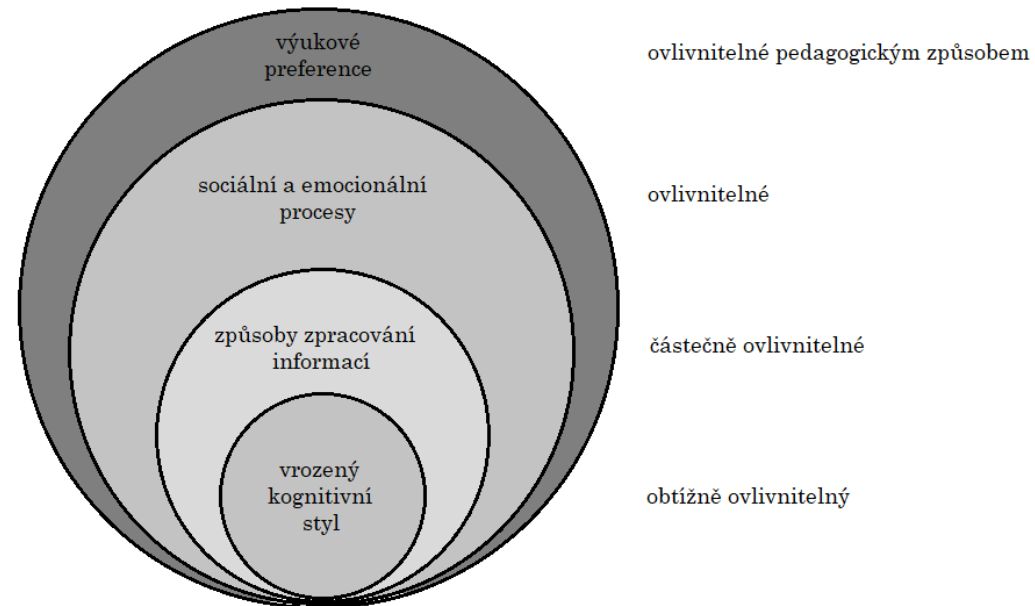 výukové
preference
ovlivnitelné pedagogickým způsobem
sociální a emocionální
procesy
ovlivnitelné
způsoby zpracování
informací
částečně ovlivnitelné
vrozený
kognitivní
styl
obtížně ovlivnitelný